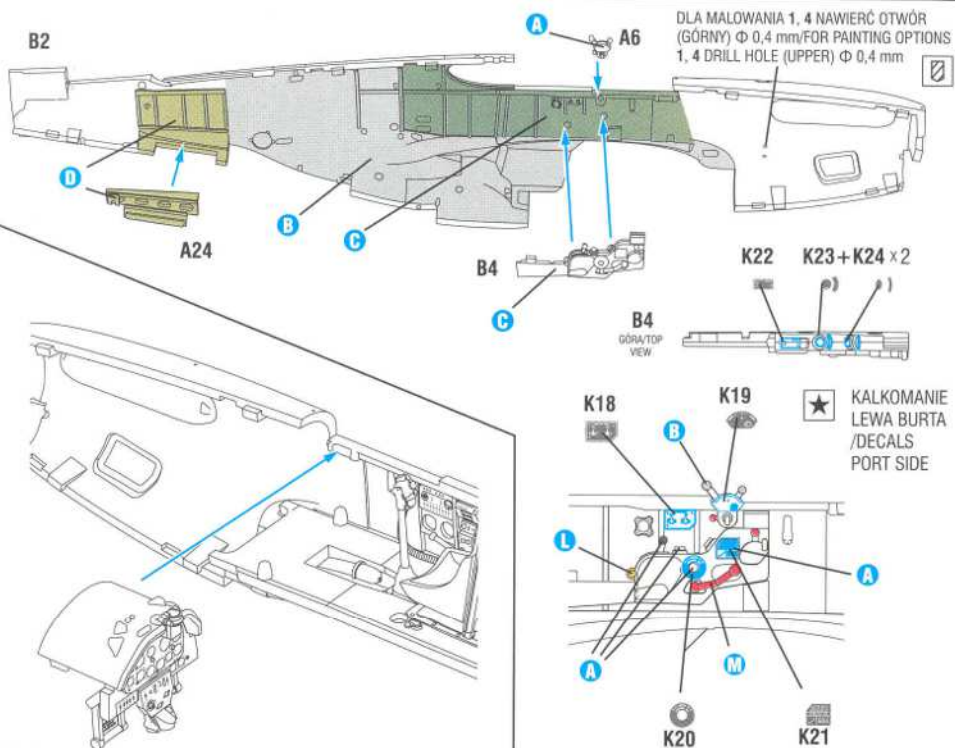 B2
A
A6
DLA MALOWANIA 1, 4 NAWIERĆ OTWÓR
(GÓRNY) Φ 0,4 mm/FOR PAINTING OPTIONS
1, 4 DRILL HOLE (UPPER) Φ 0,4 mm
D
B
C
A24
B4
C
K22
K23+K24 x 2
B4
GÓRA/TOP
VIEW
K18
K19
KALKOMANIE
LEWA BURTA
/DECALS
PORT SIDE
B
L
A
A
M
K20
K21